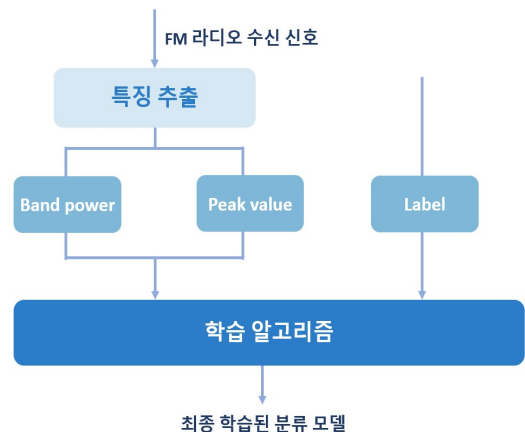 FM 라디오 수신 신호
특징 추출
Band power
Peak value
Label
학습 알고리즘
최종 학습된 분류 모델